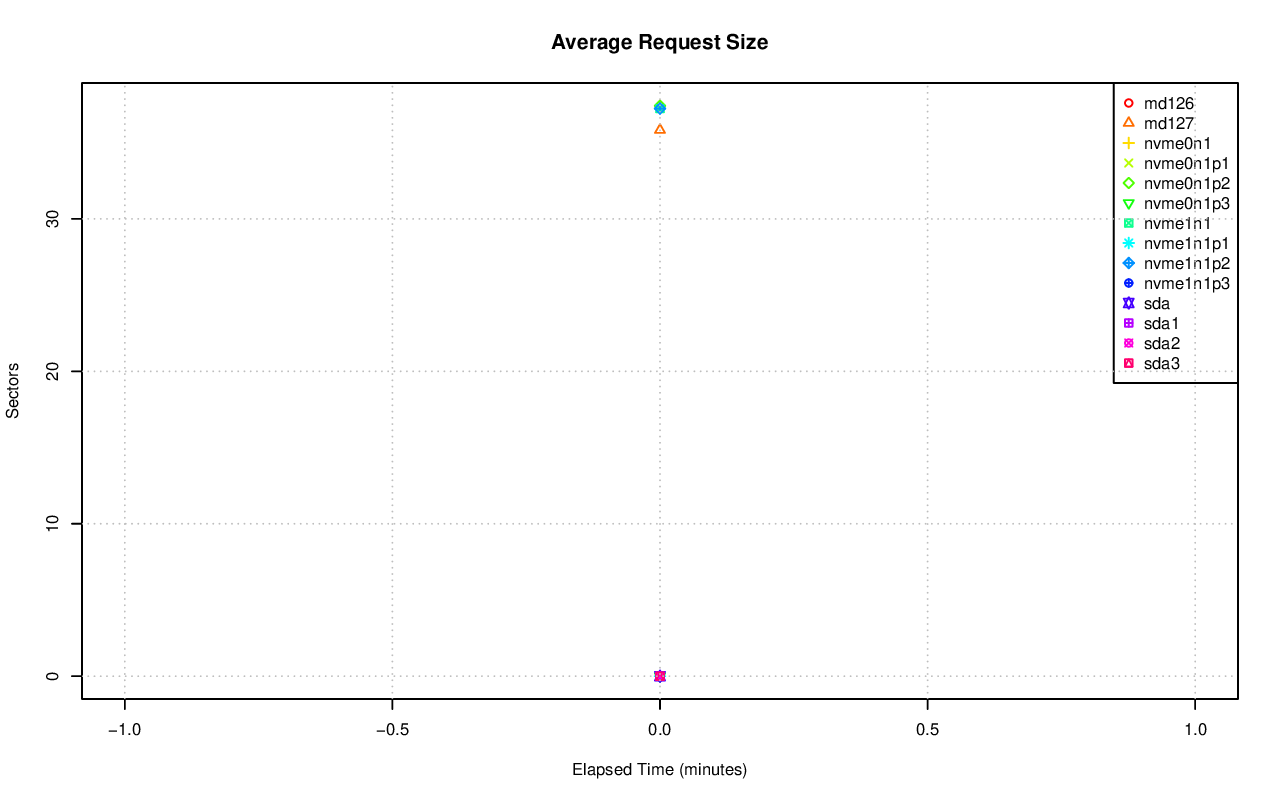 Average Request Size
md126
md127
nvme0n1
nvme0n1p1
nvme0n1p2
nvme0n1p3
nvme1n1
nvme1n1p1
nvme1n1p2
nvme1n1p3
sda
sda1
sda2
sda3
30
20
10
0
Sectors
−1.0
−0.5
0.0
0.5
1.0
Elapsed Time (minutes)